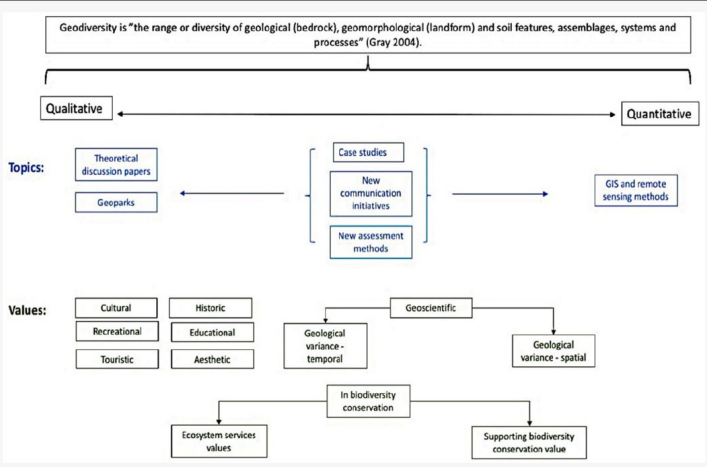 Geodiversity is "the range or diversity of geological (bedrock), geomorphological (landform) and soil features, assemblages, systems and
processes" (Gray 2004).
Qualitative
Quantitative
Topics:
Theoretical
discussion papers
Geoparks
Case studies
New
communication
initiatives
New assessment
methods
GIS and remote
sensing methods
Values:
Cultural
Historic
Recreational
Educational
Touristic
Aesthetic
Geoscientific
Geological
variance -
temporal
Geological
variance - spatial
In biodiversity
conservation
Ecosystem services
values
Supporting biodiversity
conservation value